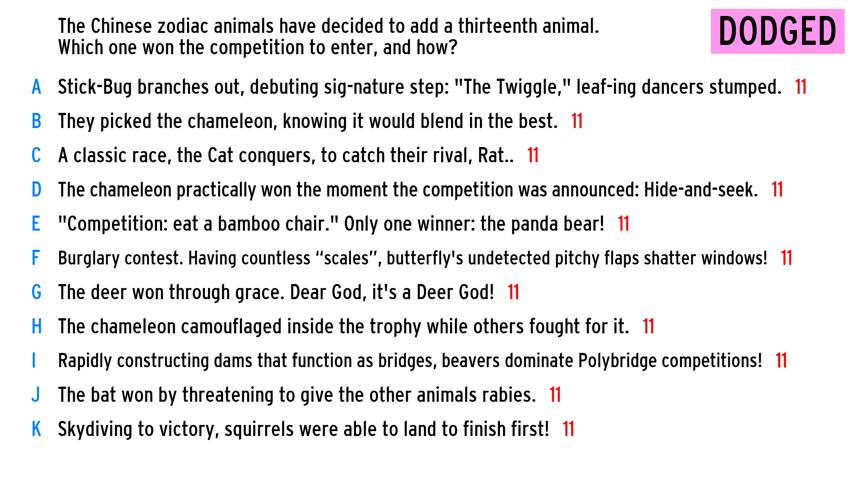 The Chinese zodiac animals have decided to add a thirteenth animal.
Which one won the competition to enter, and how?
DODGED
A Stick-Bug branches out, debuting sig-nature step: "The Twiggle," leaf-ing dancers stumped. 11
B They picked the chameleon, knowing it would blend in the best. 11
C A classic race, the Cat conquers, to catch their rival, Rat.. 11
D The chameleon practically won the moment the competition was announced: Hide-and-seek. 11
E "Competition: eat a bamboo chair." Only one winner: the panda bear! 11
F Burglary contest. Having countless “scales”, butterfly's undetected pitchy flaps shatter windows! 11
G The deer won through grace. Dear God, it's a Deer God! 11
H The chameleon camouflaged inside the trophy while others fought for it. 11
I Rapidly constructing dams that function as bridges, beavers dominate Polybridge competitions! 11
J The bat won by threatening to give the other animals rabies. 11
K Skydiving to victory, squirrels were able to land to finish first! 11